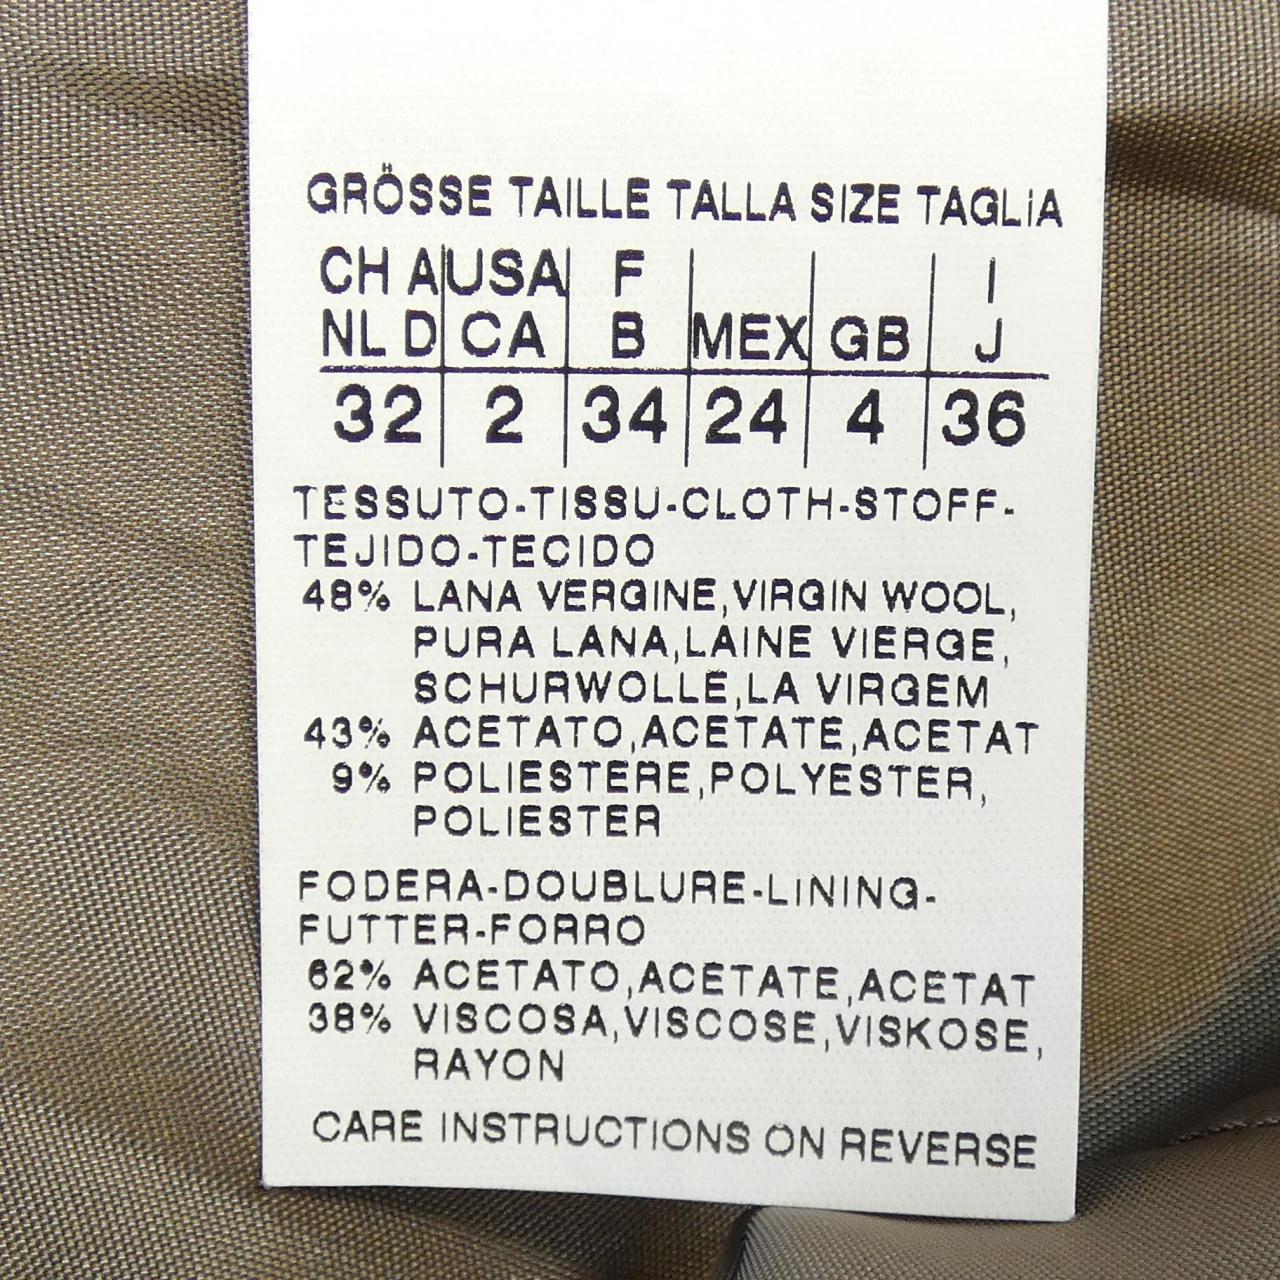 GRÖSSE TAILLE TALLA SIZE TAGLiA
CH A USA F I
NL D CA B MEX GB J
32 2 34 24 4 36
TESSUTO-TISSU-CLOTH-STOFF-
TEJIDO-TECIDO
48% LANA VERGINE,VIRGIN WOOL,
PURA LANA,LAINE VIERGE,
SCHURWOLLE,LA VIRGEM
43% ACETATO,ACETATE,ACETAT
9% POLIESTERE,POLYESTER,
POLIESTER
FODERA-DOUBLURE-LINING-
FUTTER-FORRO
62% ACETATO,ACETATE,ACETAT
38% VISCOSA,VISCOSE,VISKOSE,
RAYON
CARE INSTRUCTIONS ON REVERSE